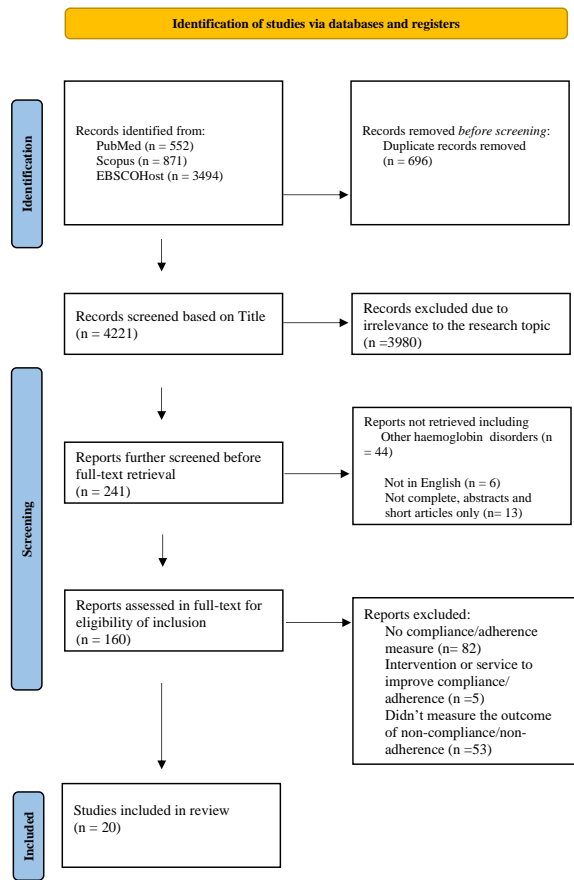 Identification of studies via databases and registers
Identification
Records identified from:
PubMed (n = 552)
Scopus (n = 871)
EBSCOHost (n = 3494)
Records removed before screening:
Duplicate records removed
(n = 696)
Screening
Records screened based on Title
(n = 4221)
Records excluded due to
irrelevance to the research topic
(n =3980)
Reports further screened before
full-text retrieval
(n = 241)
Reports not retrieved including
Other haemoglobin disorders (n
= 44)
Not in English (n = 6)
Not complete, abstracts and
short articles only (n= 13)
Reports assessed in full-text for
eligibility of inclusion
(n = 160)
Reports excluded:
No compliance/adherence
measure (n= 82)
Intervention or service to
improve compliance/
adherence (n =5)
Didn't measure the outcome
of non-compliance/non-
adherence (n =53)
Included
Studies included in review
(n = 20)